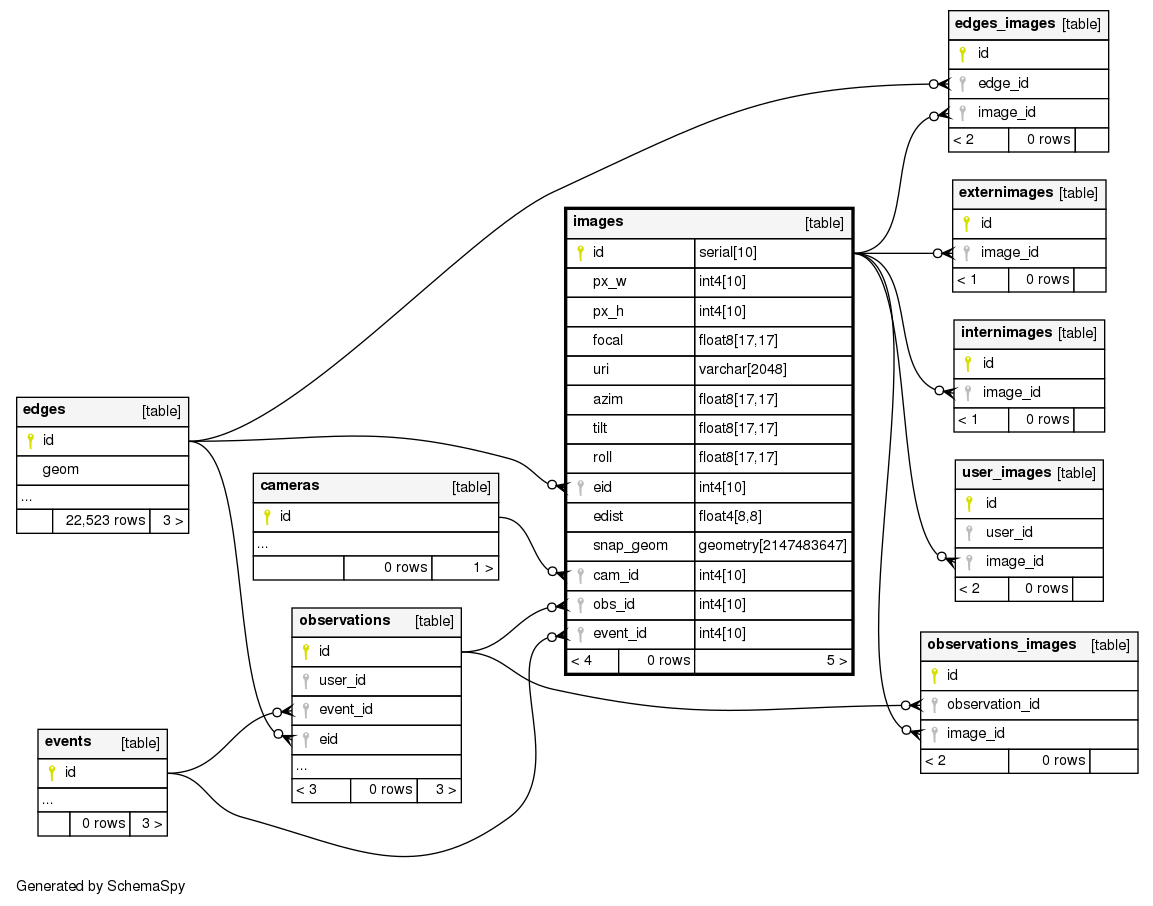 edges_images [table]
id
edge_id
image_id
< 2 0 rows
externimages [table]
id
image_id
< 1 0 rows
images [table]
id serial[10]
px_w int4[10]
px_h int4[10]
focal float8[17,17]
uri varchar[2048]
azim float8[17,17]
tilt float8[17,17]
roll float8[17,17]
eid int4[10]
edist float4[8,8]
snap_geom geometry[2147483647]
cam_id int4[10]
obs_id int4[10]
event_id int4[10]
< 4 0 rows 5 >
internimages [table]
id
image_id
< 1 0 rows
edges [table]
id
geom
...
22,523 rows 3 >
cameras [table]
id
...
0 rows 1 >
user_images [table]
id
user_id
image_id
< 2 0 rows
observations [table]
id
user_id
event_id
eid
...
< 3 0 rows 3 >
observations_images [table]
id
observation_id
image_id
< 2 0 rows
events [table]
id
...
0 rows 3 >
Generated by SchemaSpy